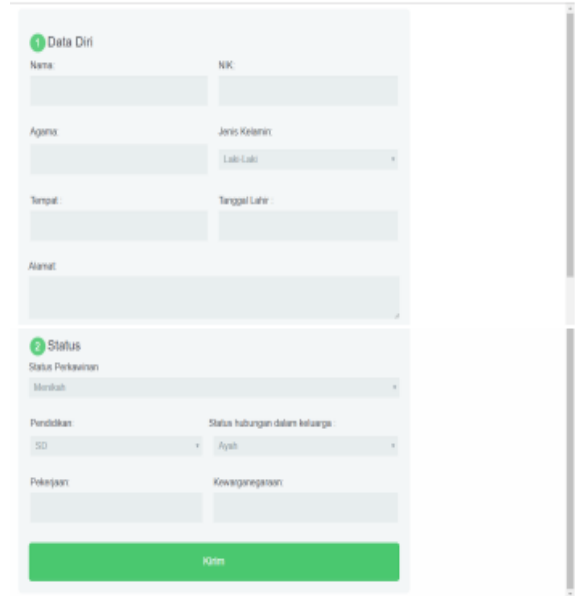 1 Data Diri
Nama: NIK:
Agama: Jenis Kelamin:
Laki-Laki
Tempat: Tanggal Lahir :
Alamat:
2 Status
Status Perkawinan
Menikah
Pendidikan: Status hubungan dalam keluarga:
SD Ayah
Pekerjaan: Kewarganegaraan:
Kirim